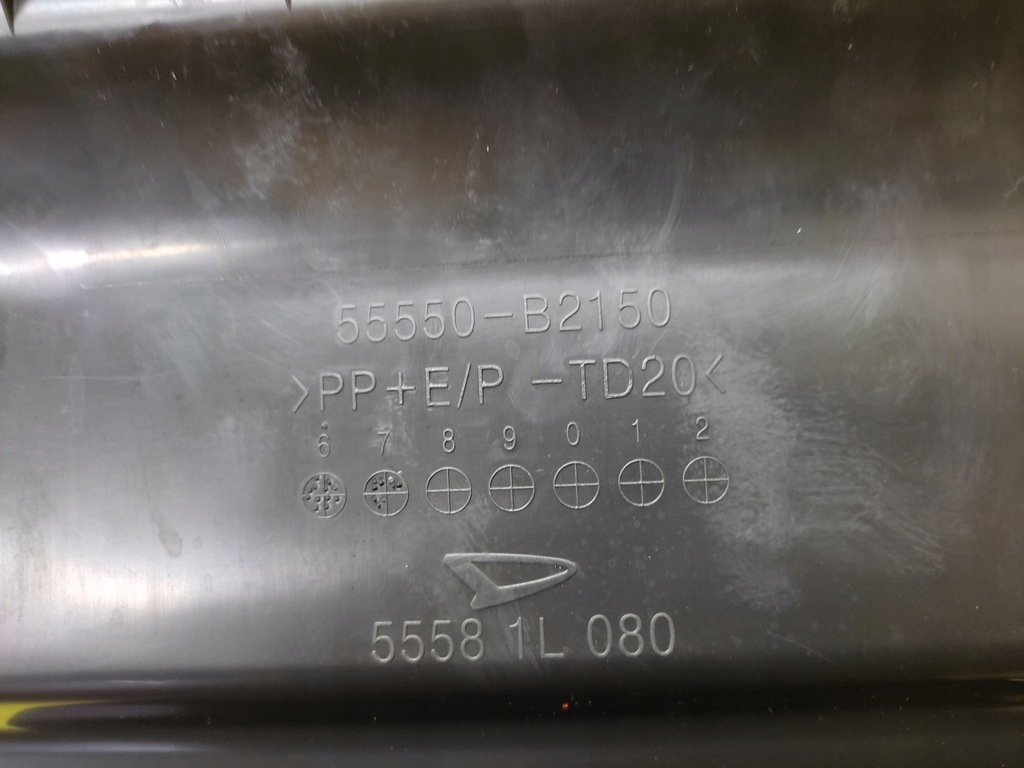 55550-B2150
>PP+E/P -TD20<
6 7 8 9 0 1 2
5558 1L 080